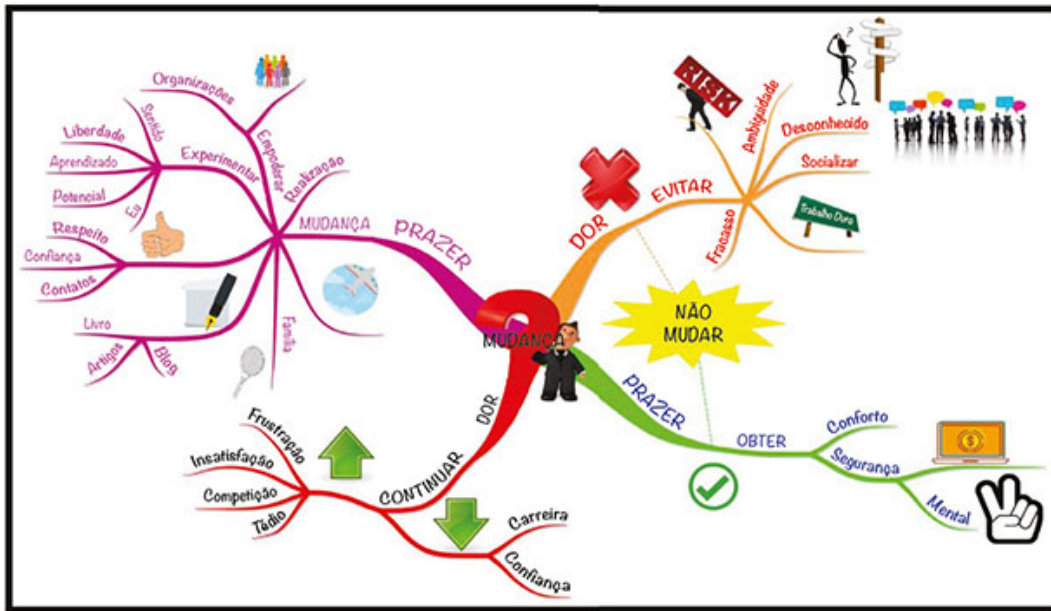 MUDANÇA
PRAZER
MUDANÇA
Organizações
Empoderar
Realização
Experimentar
Sentido
Liberdade
Aprendizado
Potencial
Eu
Respeito
Confiança
Contatos
Livro
Artigos
Blog
Família
DOR
EVITAR
RISK
Ambiguidade
Desconhecido
Socializar
Trabalho Duro
Fracasso
?
NÃO
MUDAR
PRAZER
OBTER
Conforto
Segurança
$
Mental
DOR
CONTINUAR
Frustração
Insatisfação
Competição
Tádio
Carreira
Confiança